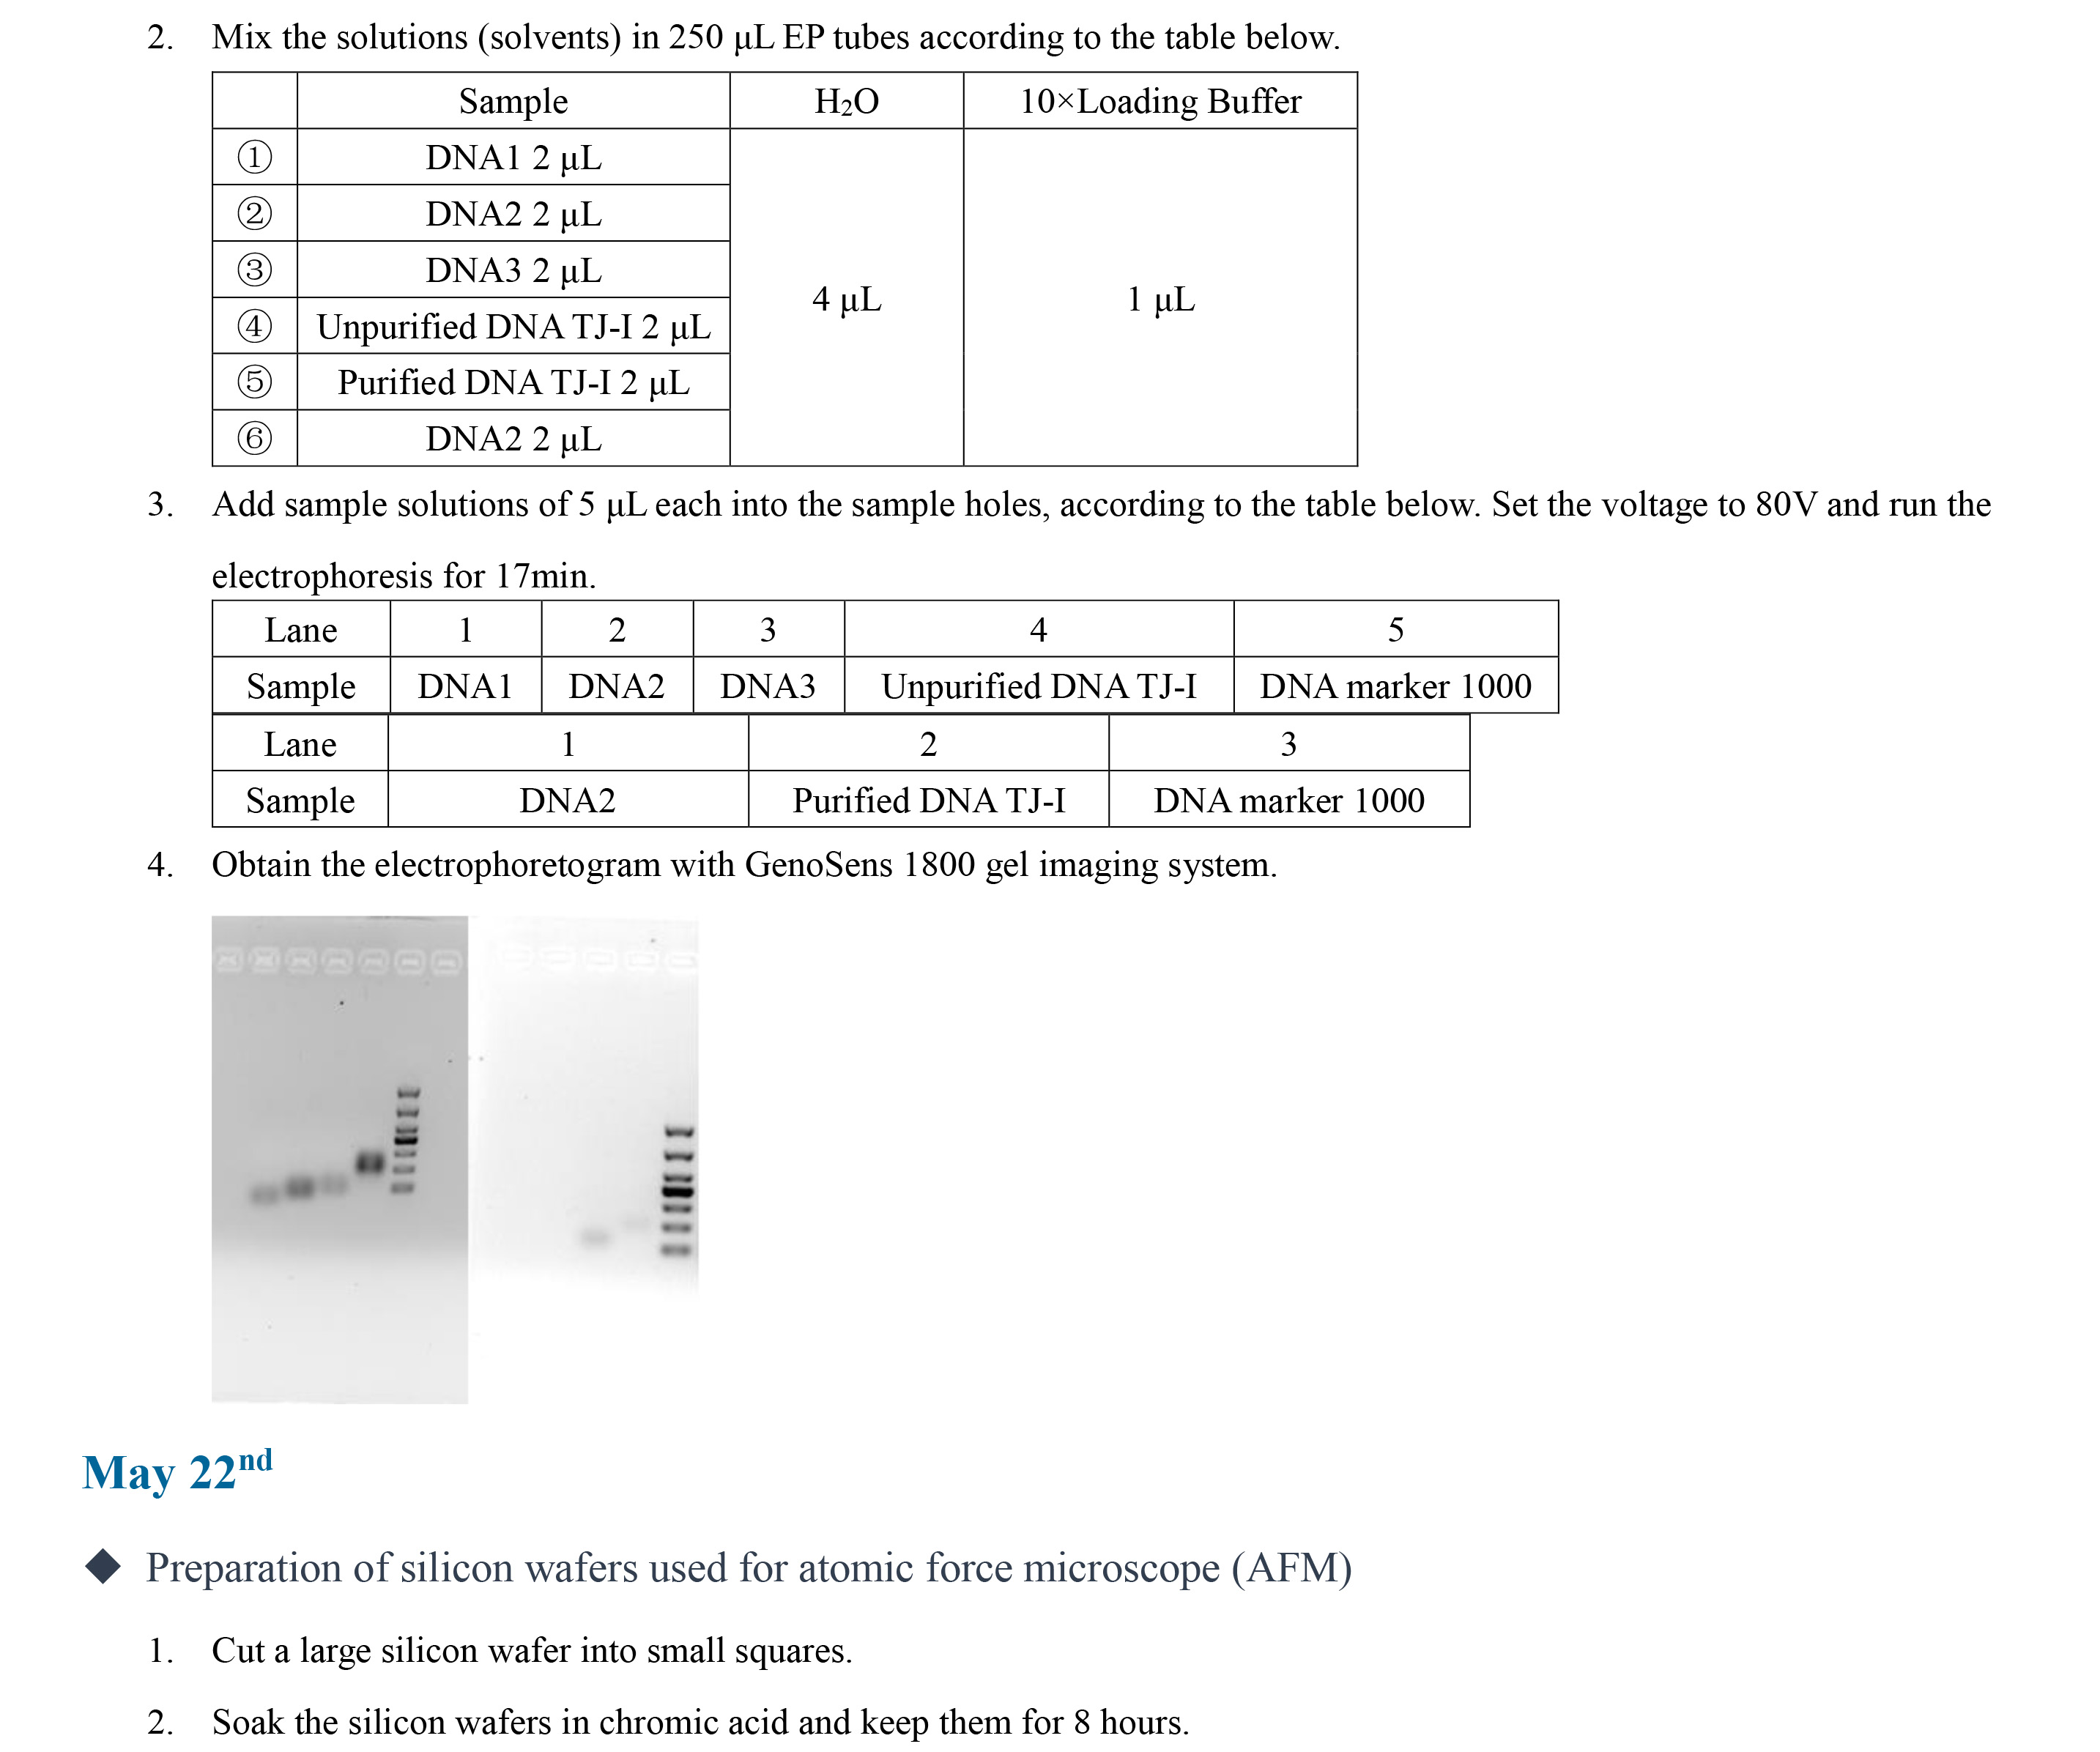 2. Mix the solutions (solvents) in 250 μL EP tubes according to the table below.
Sample H₂O 10×Loading Buffer
① DNA1 2 μL
② DNA2 2 μL
③ DNA3 2 μL
4 μL 1 μL
④ Unpurified DNA TJ-I 2 μL
⑤ Purified DNA TJ-I 2 μL
⑥ DNA2 2 μL
3. Add sample solutions of 5 μL each into the sample holes, according to the table below. Set the voltage to 80V and run the
electrophoresis for 17min.
Lane 1 2 3 4 5
Sample DNA1 DNA2 DNA3 Unpurified DNA TJ-I DNA marker 1000
Lane 1 2 3
Sample DNA2 Purified DNA TJ-I DNA marker 1000
4. Obtain the electrophoretogram with GenoSens 1800 gel imaging system.
May 22nd
◆ Preparation of silicon wafers used for atomic force microscope (AFM)
1. Cut a large silicon wafer into small squares.
2. Soak the silicon wafers in chromic acid and keep them for 8 hours.